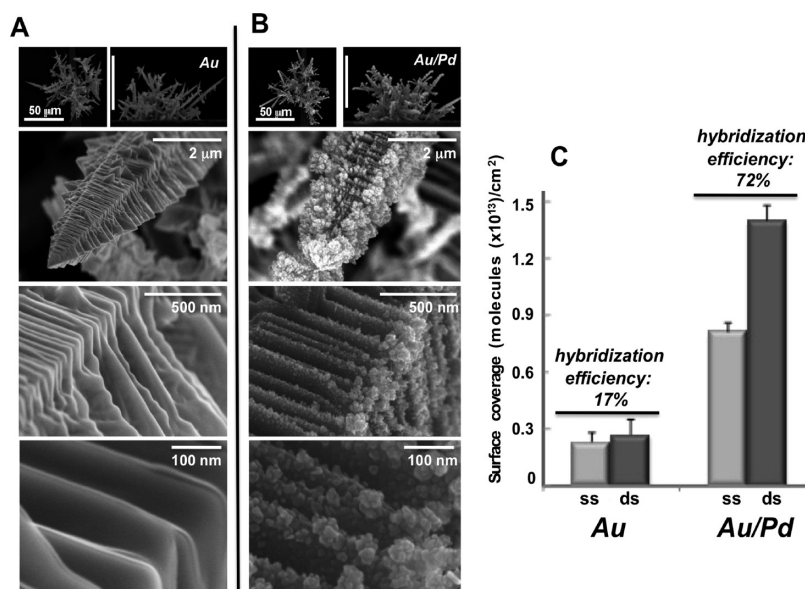 A
Au
50 μm
2 μm
500 nm
100 nm
B
Au/Pd
50 μm
2 μm
500 nm
100 nm
C
hybridization
efficiency:
72%
hybridization
efficiency:
17%
Surface coverage (molecules (x10¹³)/cm²)
1.5
1.2
0.9
0.6
0.3
0
ss ds ss ds
Au Au/Pd